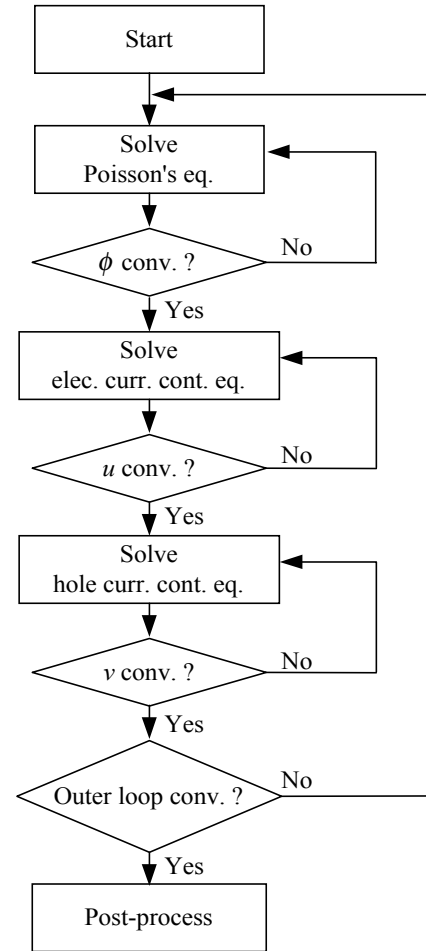 Start
Solve
Poisson's eq.
ϕ conv. ?
No
Yes
Solve
elec. curr. cont. eq.
u conv. ?
No
Yes
Solve
hole curr. cont. eq.
v conv. ?
No
Yes
Outer loop conv. ?
No
Yes
Post-process